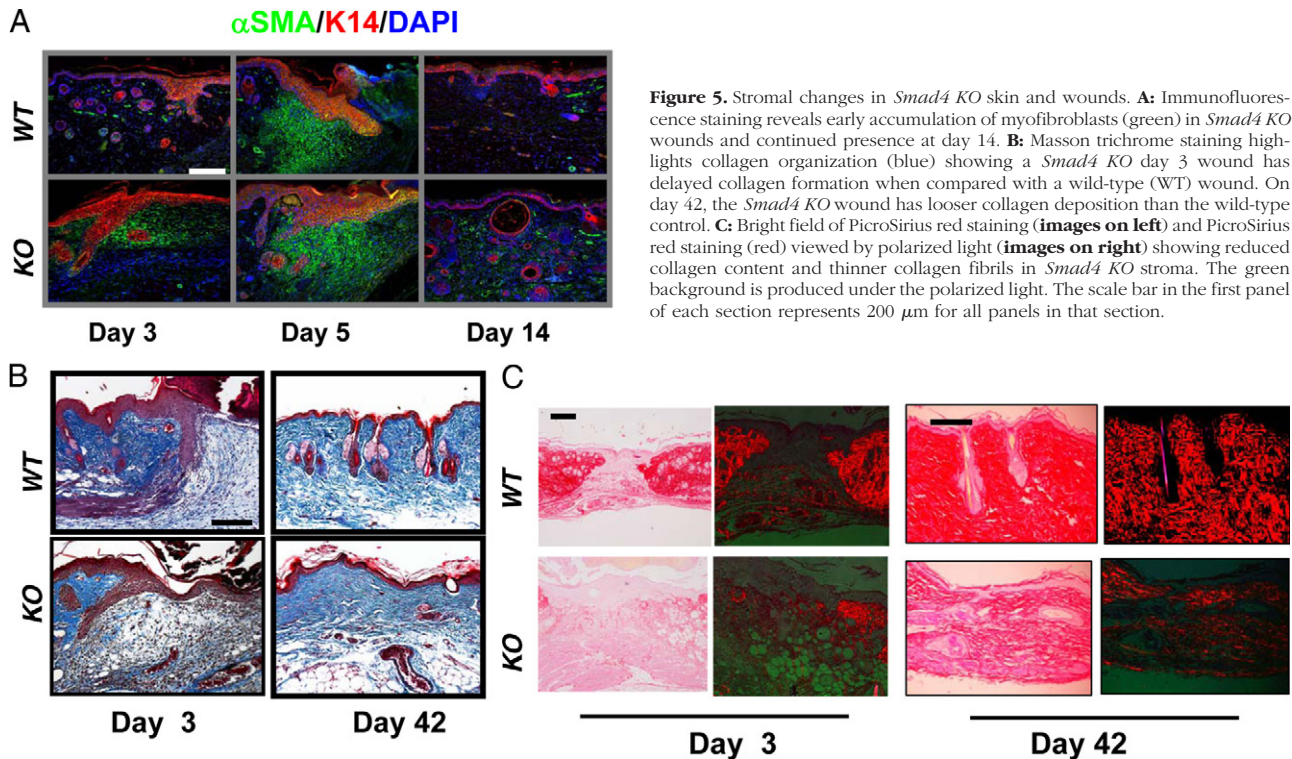 A
αSMA/K14/DAPI
WT
KO
Day 3
Day 5
Day 14
Figure 5. Stromal changes in Smad4 KO skin and wounds. A: Immunofluores-
cence staining reveals early accumulation of myofibroblasts (green) in Smad4 KO
wounds and continued presence at day 14. B: Masson trichrome staining high-
lights collagen organization (blue) showing a Smad4 KO day 3 wound has
delayed collagen formation when compared with a wild-type (WT) wound. On
day 42, the Smad4 KO wound has looser collagen deposition than the wild-type
control. C: Bright field of PicroSirius red staining (images on left) and PicroSirius
red staining (red) viewed by polarized light (images on right) showing reduced
collagen content and thinner collagen fibrils in Smad4 KO stroma. The green
background is produced under the polarized light. The scale bar in the first panel
of each section represents 200 μm for all panels in that section.
B
WT
KO
Day 3
Day 42
C
WT
KO
Day 3
Day 42